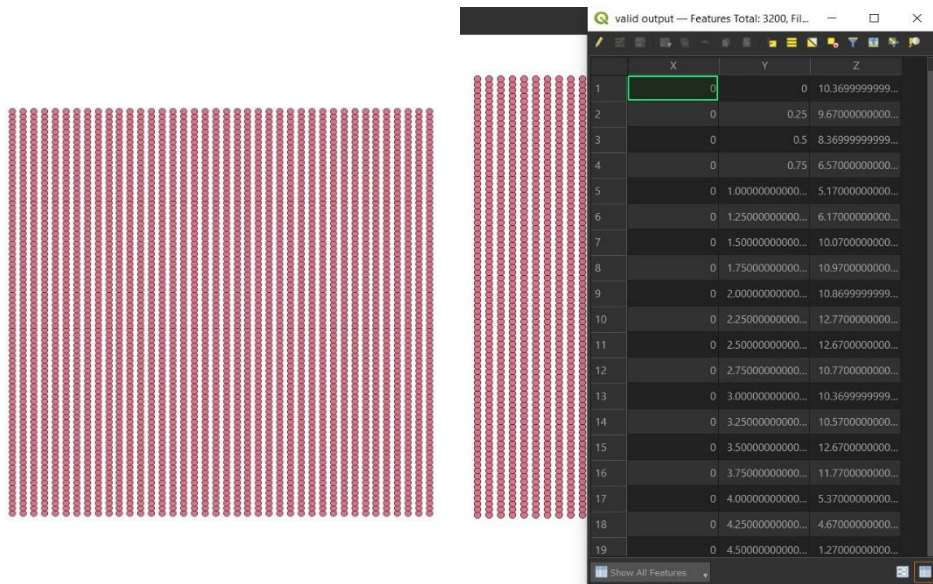 valid output — Features Total: 3200, Fil...
X Y Z
1 0 0 10.3699999999...
2 0 0.25 9.67000000000...
3 0 0.5 8.36999999999...
4 0 0.75 6.57000000000...
5 0 1.00000000000... 5.17000000000...
6 0 1.25000000000... 6.17000000000...
7 0 1.50000000000... 10.0700000000...
8 0 1.75000000000... 10.9700000000...
9 0 2.00000000000... 10.8699999999...
10 0 2.25000000000... 12.7700000000...
11 0 2.50000000000... 12.6700000000...
12 0 2.75000000000... 10.7700000000...
13 0 3.00000000000... 10.3699999999...
14 0 3.25000000000... 10.5700000000...
15 0 3.50000000000... 12.6700000000...
16 0 3.75000000000... 11.7700000000...
17 0 4.00000000000... 5.37000000000...
18 0 4.25000000000... 4.67000000000...
19 0 4.50000000000... 1.27000000000...
Show All Features